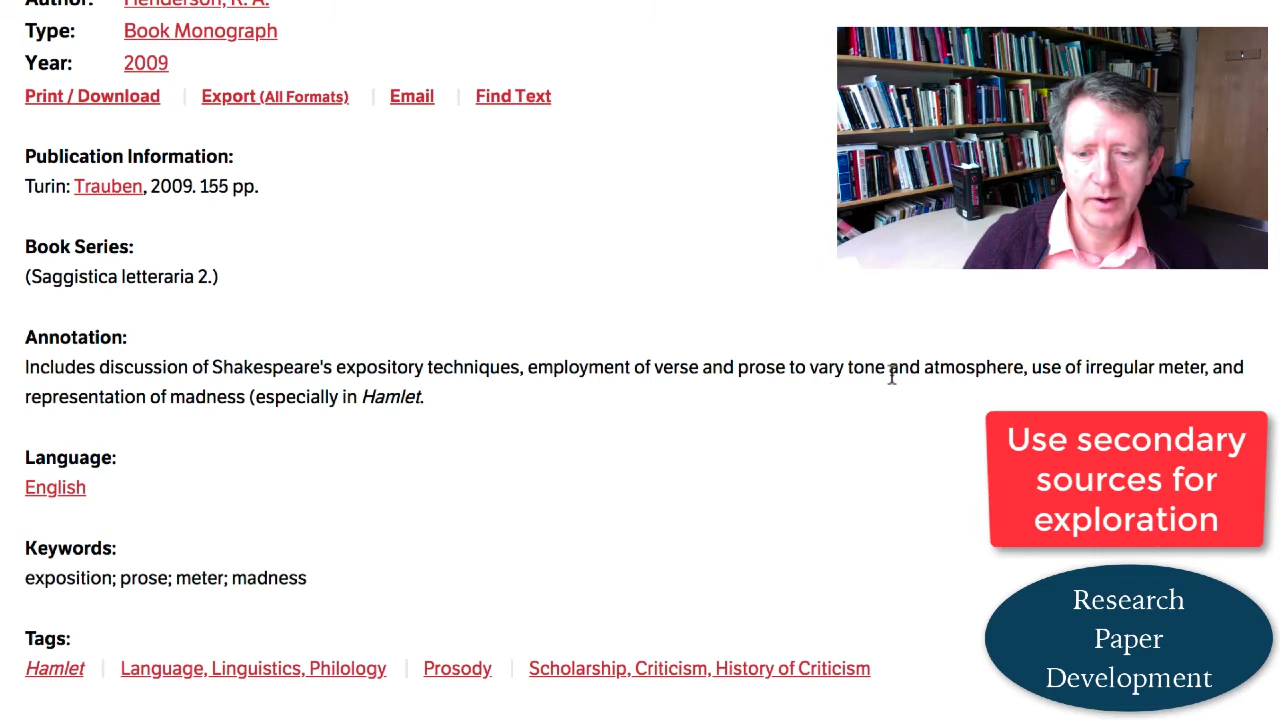 Author: Henderson, R. A.
Type: Book Monograph
Year: 2009
Print / Download | Export (All Formats) | Email | Find Text
Publication Information:
Turin: Trauben, 2009. 155 pp.
Book Series:
(Saggistica letteraria 2.)
Annotation:
Includes discussion of Shakespeare's expository techniques, employment of verse and prose to vary tone and atmosphere, use of irregular meter, and
representation of madness (especially in Hamlet.
Language:
English
Keywords:
exposition; prose; meter; madness
Tags:
Hamlet | Language, Linguistics, Philology | Prosody | Scholarship, Criticism, History of Criticism
Use secondary
sources for
exploration
Research
Paper
Development